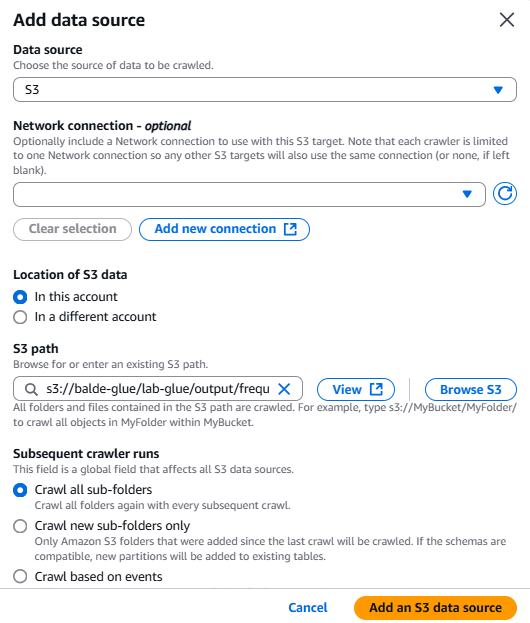 Add data source
Data source
Choose the source of data to be crawled.
S3
Network connection - optional
Optionally include a Network connection to use with this S3 target. Note that each crawler is limited
to one Network connection so any other S3 targets will also use the same connection (or none, if left
blank).
Clear selection
Add new connection
Location of S3 data
In this account
In a different account
S3 path
Browse for or enter an existing S3 path.
s3://balde-glue/lab-glue/output/frequ
View
Browse S3
All folders and files contained in the S3 path are crawled. For example, type s3://MyBucket/MyFolder/
to crawl all objects in MyFolder within MyBucket.
Subsequent crawler runs
This field is a global field that affects all S3 data sources.
Crawl all sub-folders
Crawl all folders again with every subsequent crawl.
Crawl new sub-folders only
Only Amazon S3 folders that were added since the last crawl will be crawled. If the schemas are
compatible, new partitions will be added to existing tables.
Crawl based on events
Cancel
Add an S3 data source